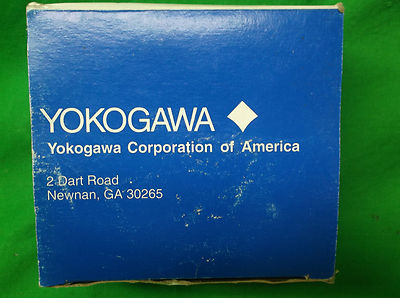 YOKOGAWA
Yokogawa Corporation of America
2 Dart Road
Newnan, GA 30265